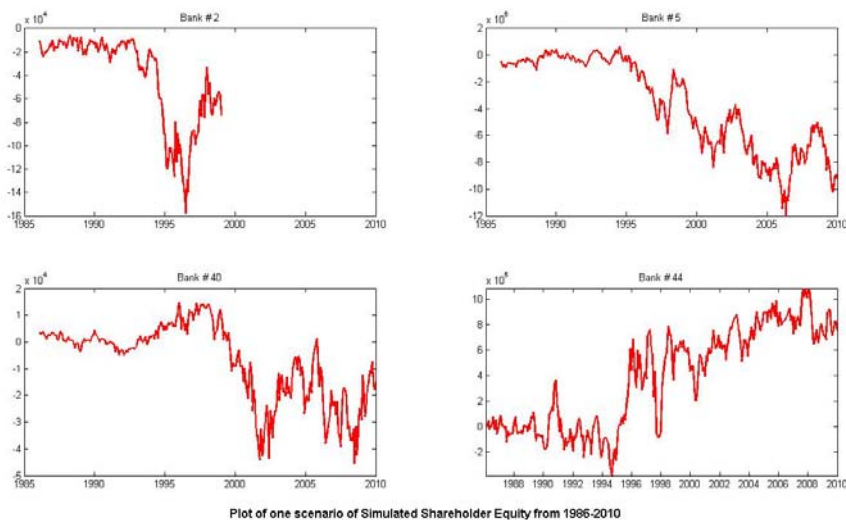 Bank # 2
x 10^4
0
-2
-4
-6
-8
-10
-12
-14
-16
1985 1990 1995 2000 2005 2010
Bank # 5
x 10^6
2
0
-2
-4
-6
-8
-10
-12
1985 1990 1995 2000 2005 2010
Bank # 40
x 10^4
2
1
0
-1
-2
-3
-4
-5
1985 1990 1995 2000 2005 2010
Bank # 44
x 10^6
10
8
6
4
2
0
-2
1988 1990 1992 1994 1996 1998 2000 2002 2004 2006 2008 2010
Plot of one scenario of Simulated Shareholder Equity from 1986-2010